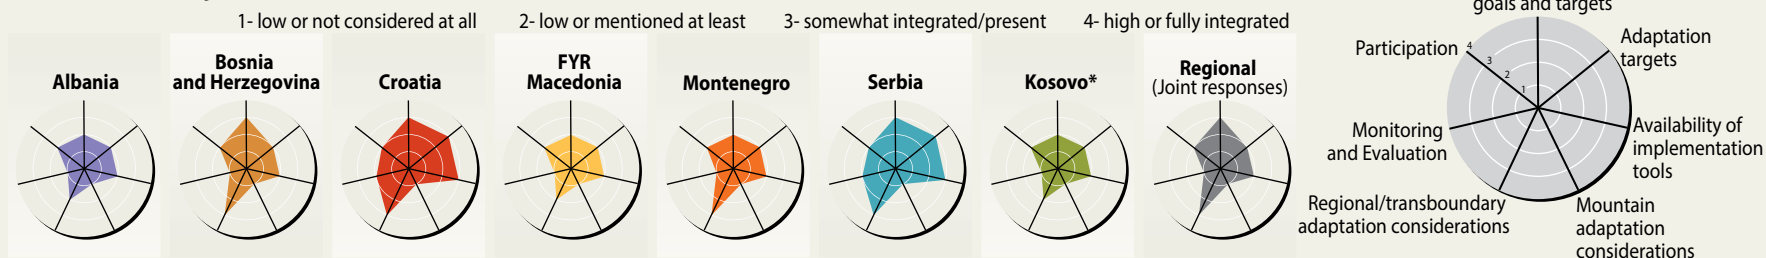 1- low or not considered at all
2- low or mentioned at least
3- somewhat integrated/present
4- high or fully integrated
Albania
Bosnia
and Herzegovina
Croatia
FYR
Macedonia
Montenegro
Serbia
Kosovo*
Regional
(Joint responses)
goals and targets
Participation
4
3
2
1
Adaptation
targets
Monitoring
and Evaluation
Availability of
implementation
tools
Regional/transboundary
adaptation considerations
Mountain
adaptation
considerations